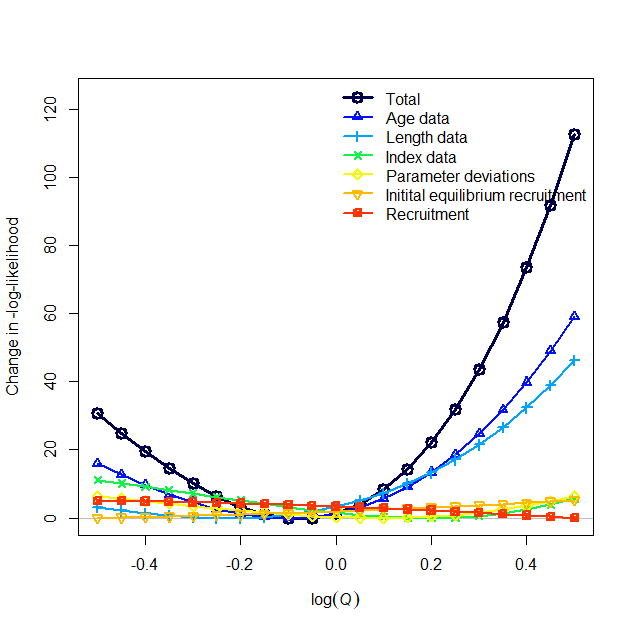 Total
Age data
Length data
Index data
Parameter deviations
Initital equilibrium recruitment
Recruitment
Change in -log-likelihood
120
100
80
60
40
20
0
-0.4 -0.2 0.0 0.2 0.4
log(Q)